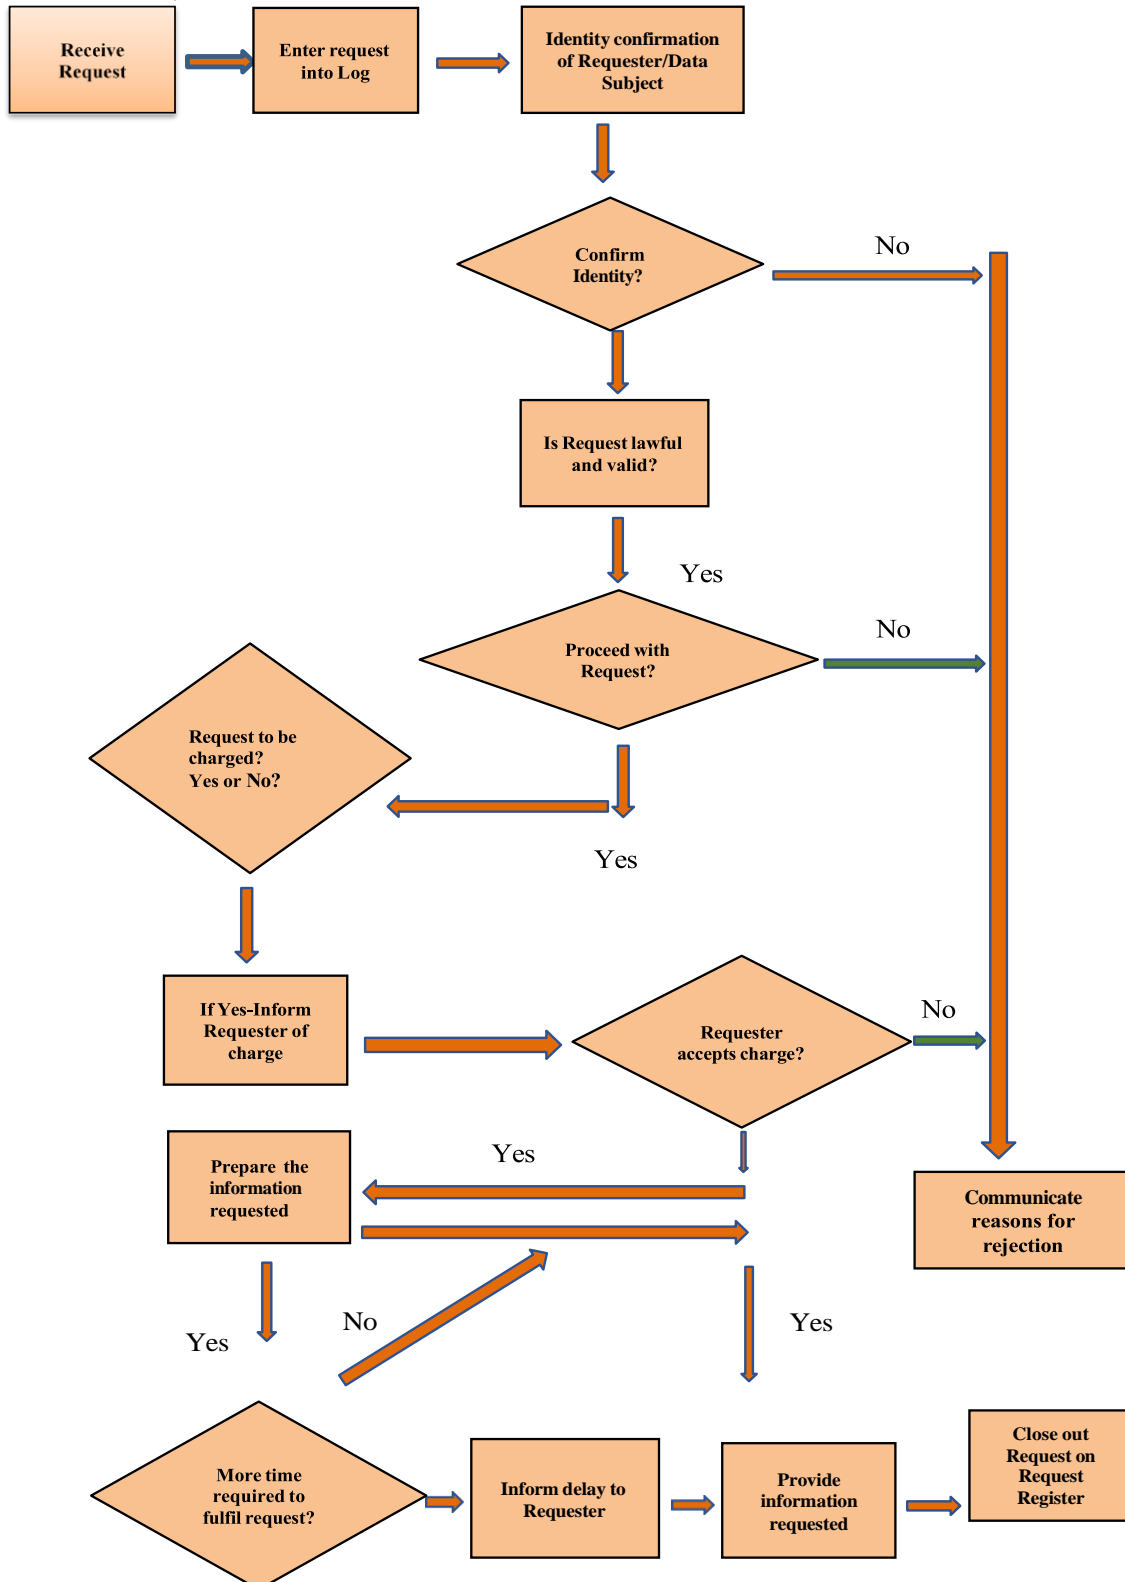 Receive
Request
Enter request
into Log
Identity confirmation
of Requester/Data
Subject
Confirm
Identity?
No
Is Request lawful
and valid?
Yes
Proceed with
Request?
No
Request to be
charged?
Yes or No?
Yes
If Yes-Inform
Requester of
charge
Requester
accepts charge?
No
Yes
Prepare the
information
requested
Communicate
reasons for
rejection
Yes
No
Yes
More time
required to
fulfil request?
Inform delay to
Requester
Provide
information
requested
Close out
Request on
Request
Register